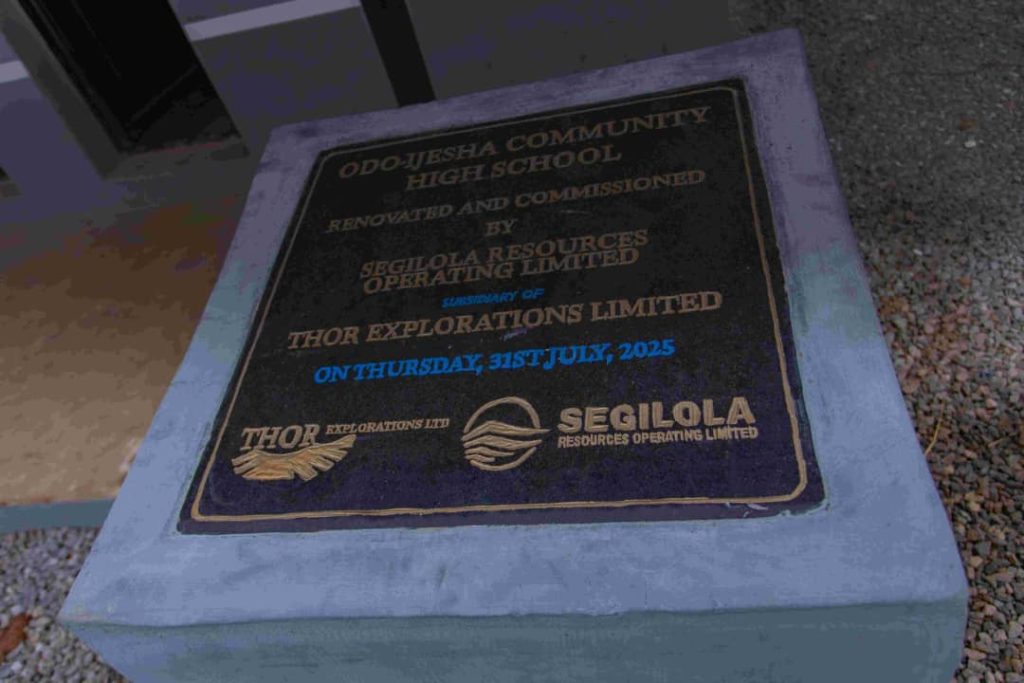 ODO-IJESHA COMMUNITY
HIGH SCHOOL
RENOVATED AND COMMISSIONED
BY
SEGILOLA RESOURCES
OPERATING LIMITED
SUBSIDIARY OF
THOR EXPLORATIONS LIMITED
ON THURSDAY, 31ST JULY, 2025
THOR EXPLORATIONS LTD
SEGILOLA
RESOURCES OPERATING LIMITED